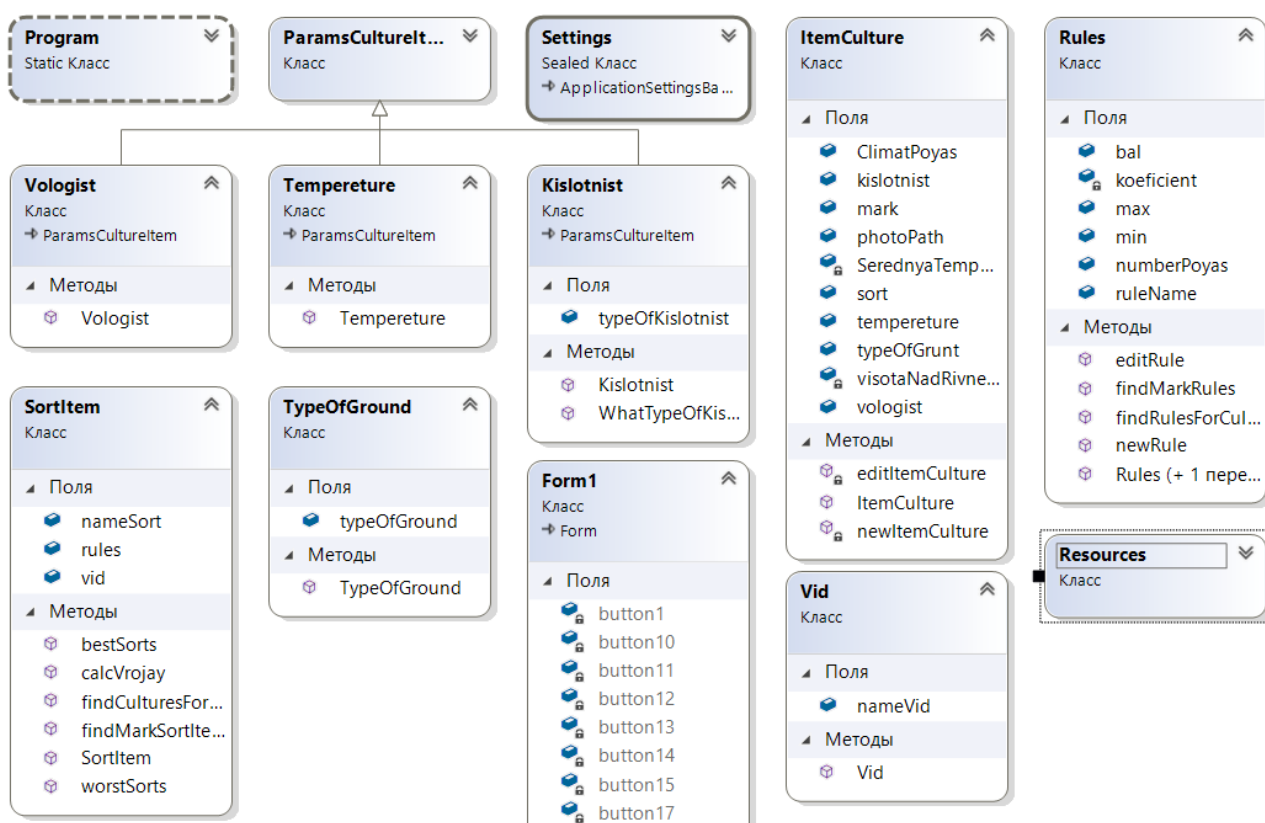 Program
Static Класс
ParamsCultureIt...
Класс
Settings
Sealed Класс
ApplicationSettingsBa...
ItemCulture
Класс
Поля
ClimatPoyas
kislotnist
mark
photoPath
SerednyaTemp...
sort
tempereture
typeOfGrunt
visotaNadRivne...
vologist
Методы
editItemCulture
ItemCulture
newItemCulture
Rules
Класс
Поля
bal
koeficient
max
min
numberPoyas
ruleName
Методы
editRule
findMarkRules
findRulesForCul...
newRule
Rules (+ 1 пере...
Vologist
Класс
ParamsCultureItem
Методы
Vologist
Tempereture
Класс
ParamsCultureItem
Методы
Tempereture
Kislotnist
Класс
ParamsCultureItem
Поля
typeOfKislotnist
Методы
Kislotnist
WhatTypeOfKis...
SortItem
Класс
Поля
nameSort
rules
vid
Методы
bestSorts
calcVrojay
findCulturesFor...
findMarkSortIte...
SortItem
worstSorts
TypeOfGround
Класс
Поля
typeOfGround
Методы
TypeOfGround
Form1
Класс
Form
Поля
button1
button10
button11
button12
button13
button14
button15
button17
Vid
Класс
Поля
nameVid
Методы
Vid
Resources
Класс